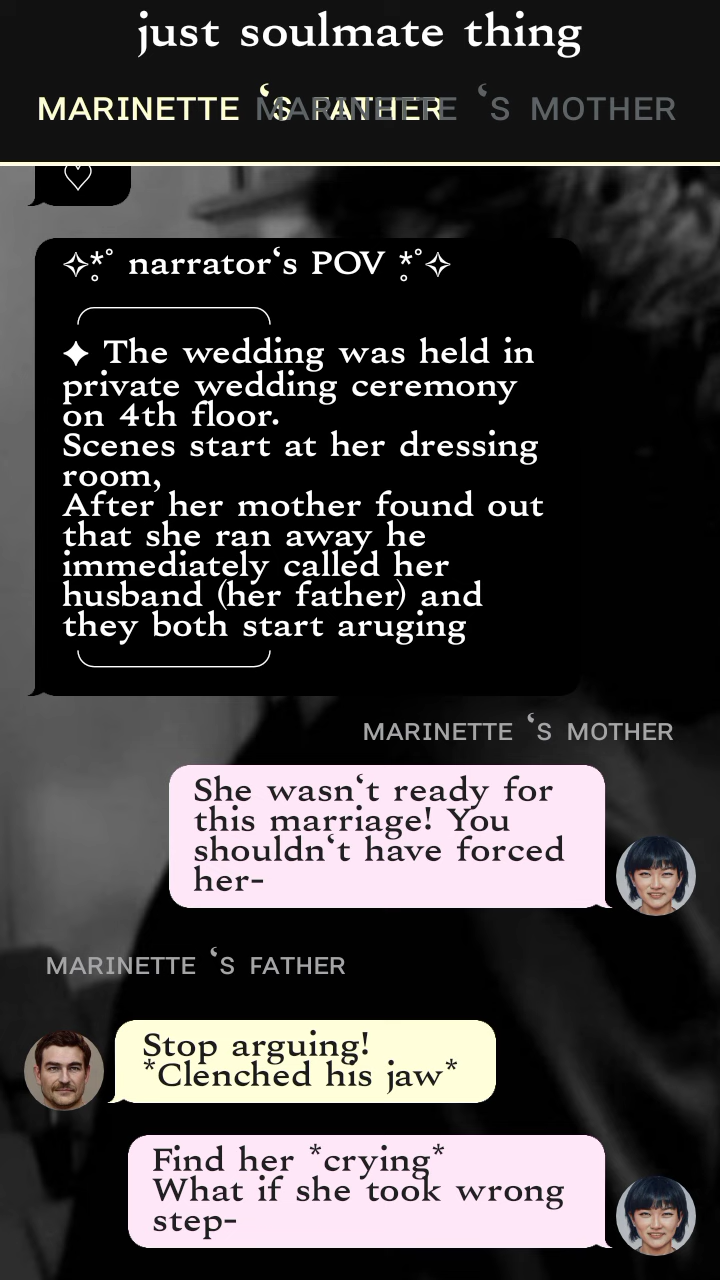 just soulmate thing
MARINETTE ‘S FATHER
MARINETTE ‘S MOTHER
♡
✧*̥˚ narrator‘s POV *̥˚✧
✦ The wedding was held in
private wedding ceremony
on 4th floor.
Scenes start at her dressing
room,
After her mother found out
that she ran away he
immediately called her
husband (her father) and
they both start aruging
MARINETTE ‘S MOTHER
She wasn‘t ready for
this marriage! You
shouldn‘t have forced
her-
MARINETTE ‘S FATHER
Stop arguing!
*Clenched his jaw*
Find her *crying*
What if she took wrong
step-